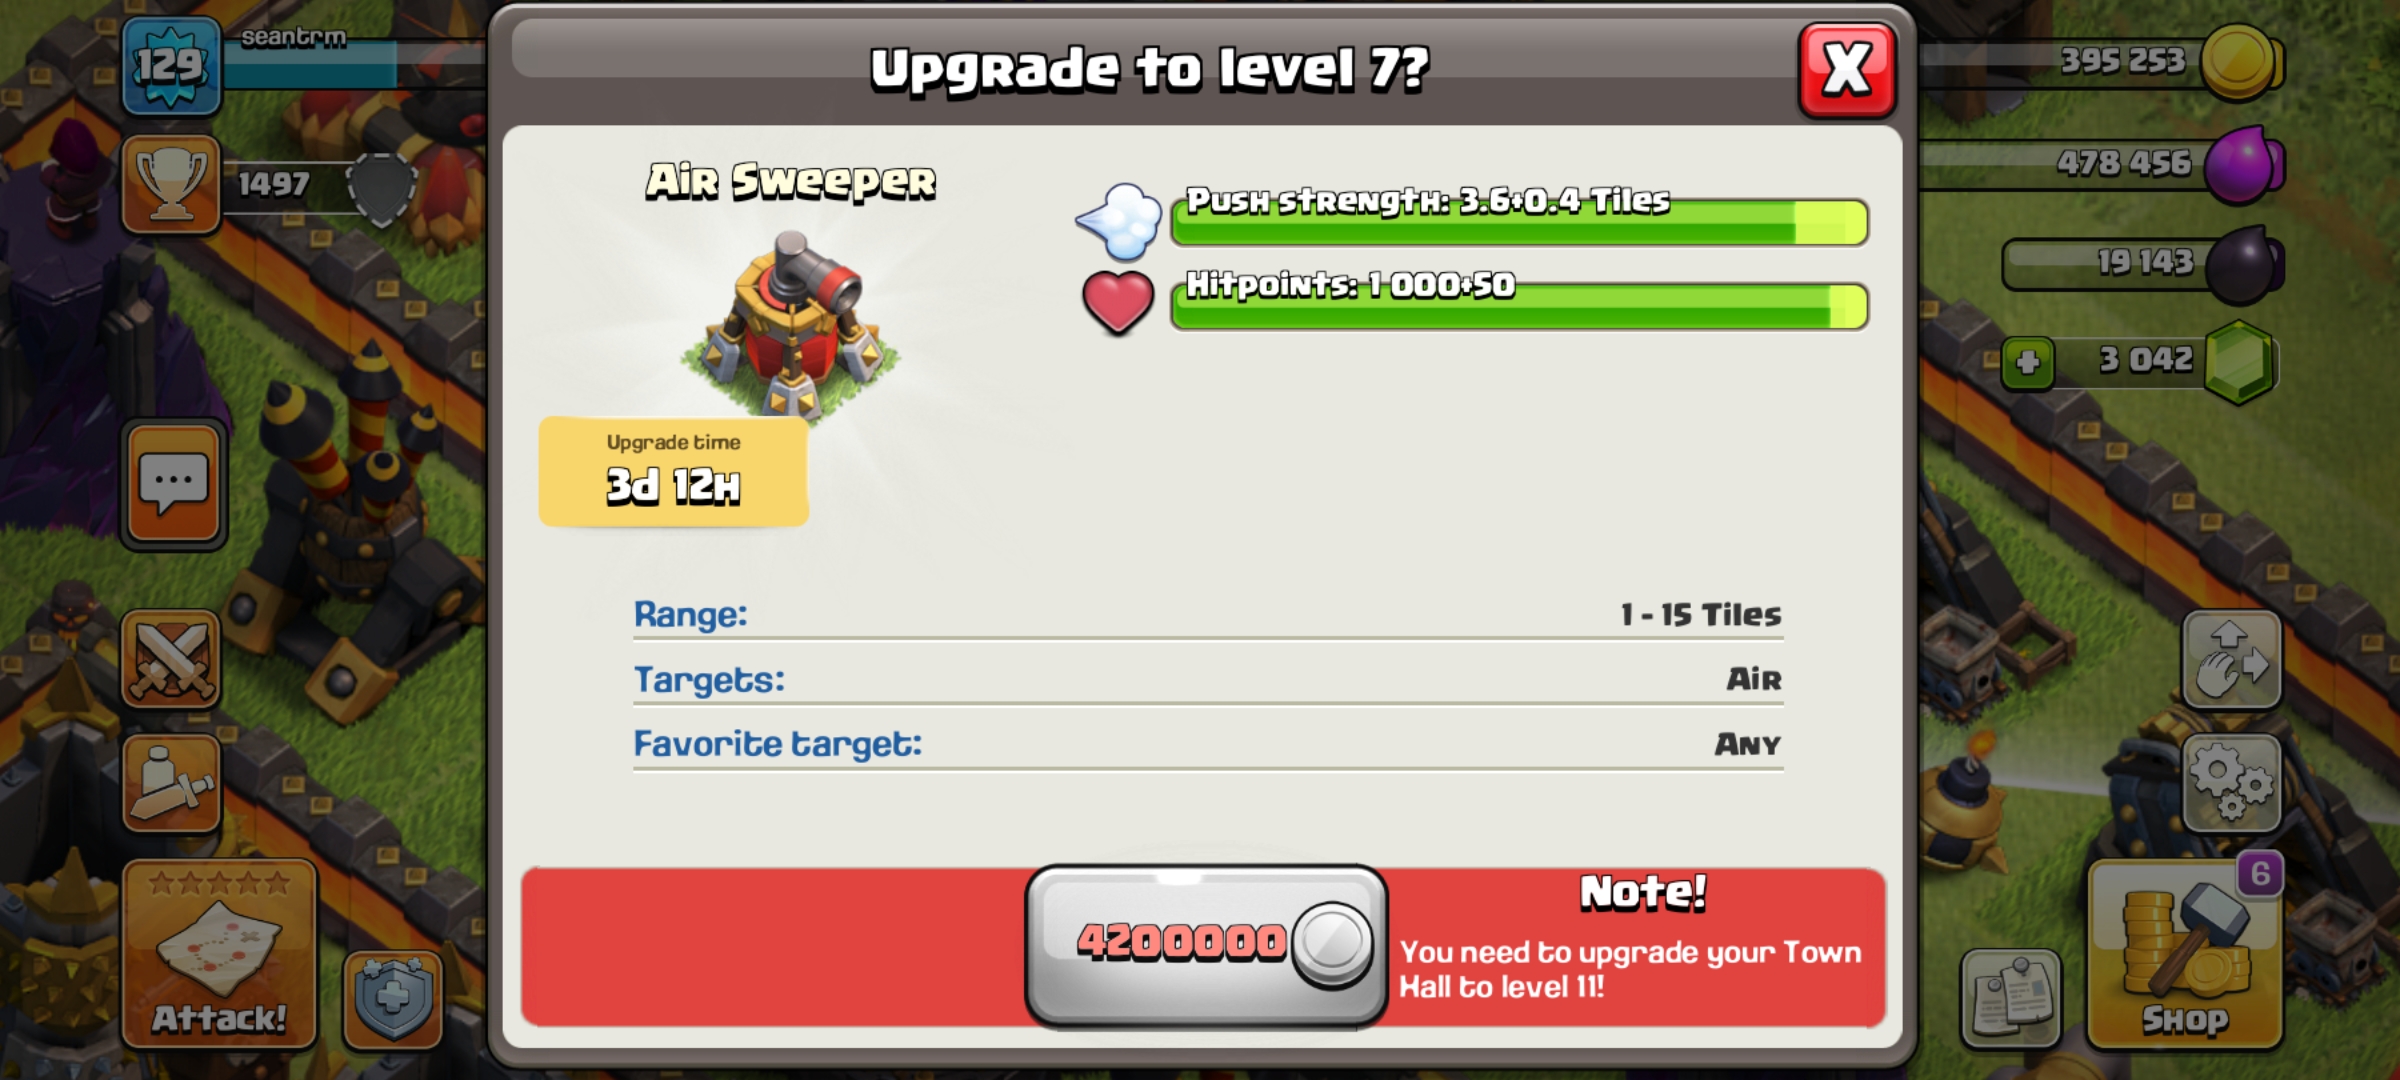 Upgrade to level 7?
X
129
seantrm
1497
395 253
478 456
19 143
3 042
Air Sweeper
Push strength: 3.6+0.4 Tiles
Hitpoints: 1 000+50
Upgrade time
3d 12H
Range: 1 - 15 Tiles
Targets: Air
Favorite target: Any
4200000
Note!
You need to upgrade your Town
Hall to level 11!
Attack!
6
Shop